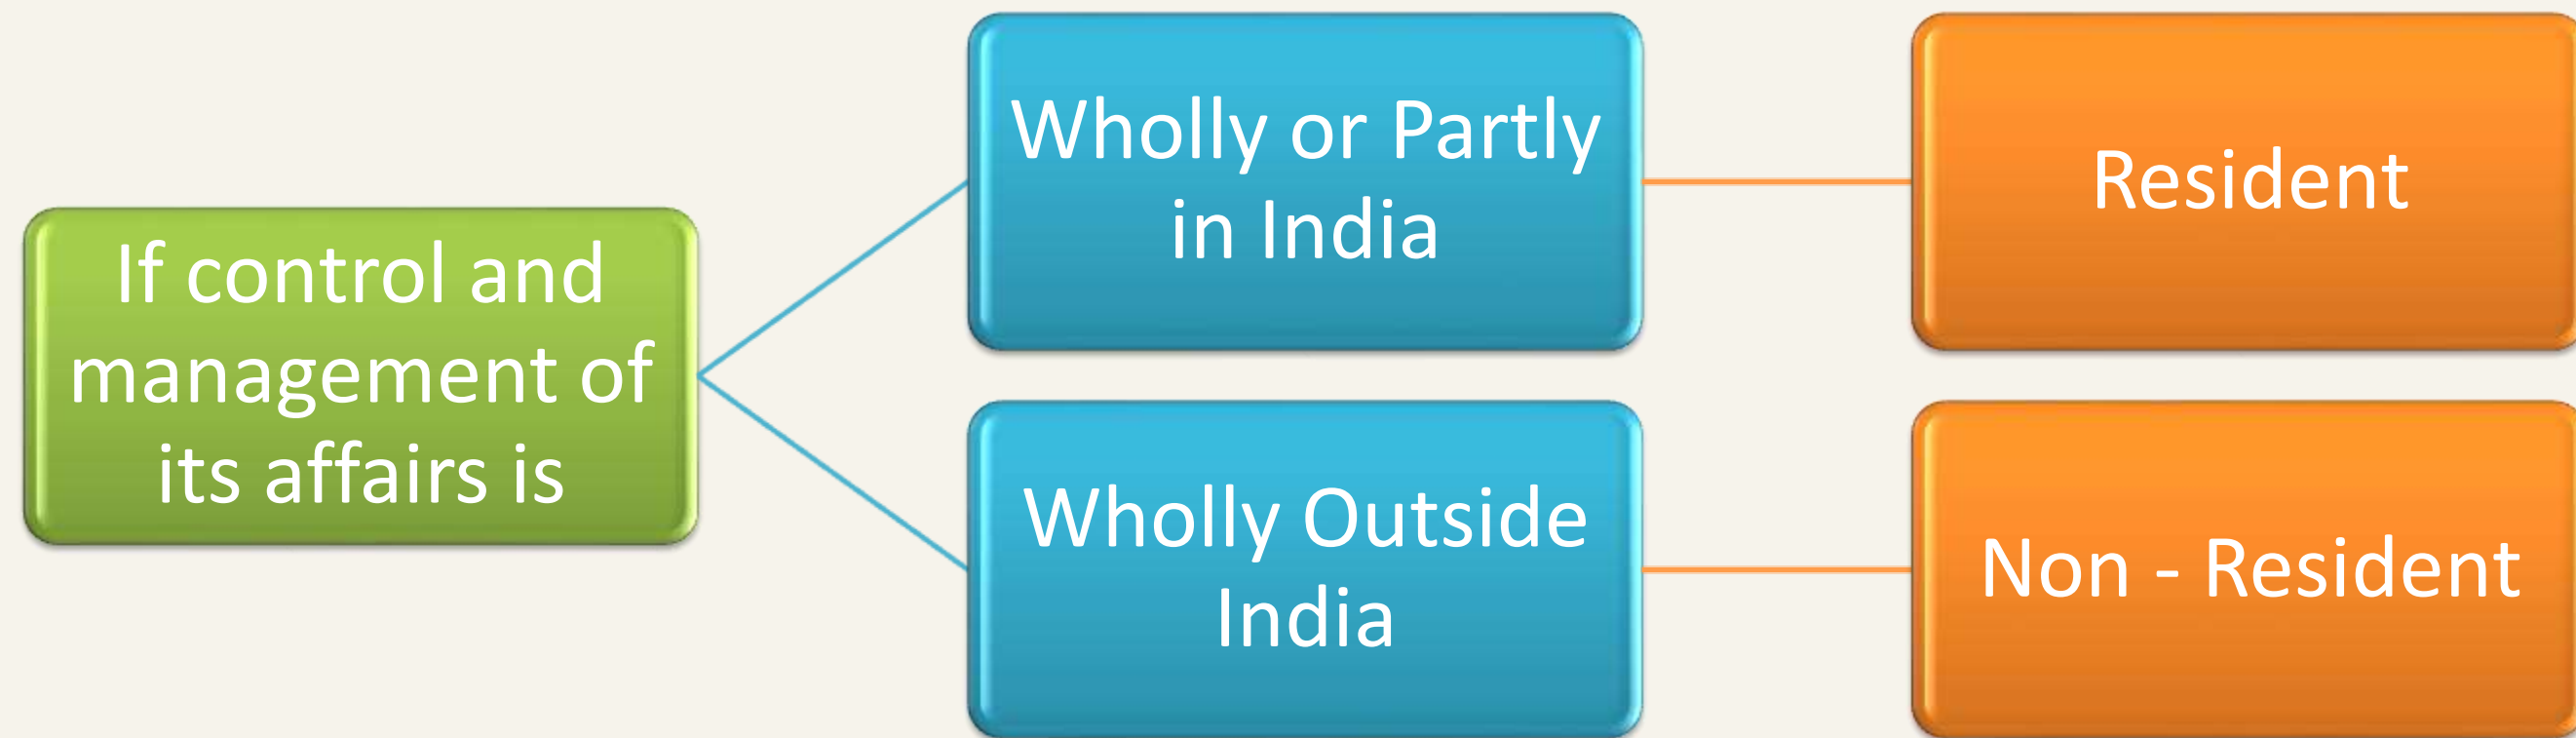 If control and
management of
its affairs is
Wholly or Partly
in India
Resident
Wholly Outside
India
Non - Resident